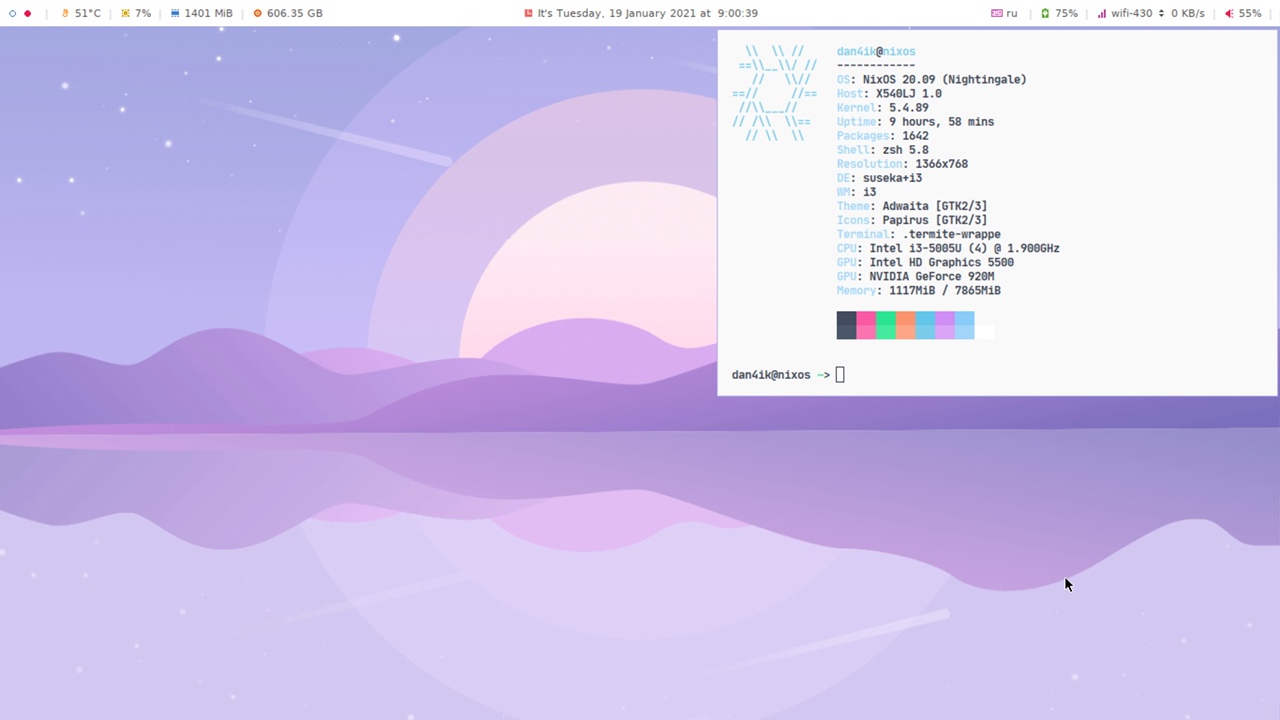 51°C | 7% | 1401 MiB | 606.35 GB | It's Tuesday, 19 January 2021 at 9:00:39 | ru | 75% | wifi-430 0 KB/s | 55% |
  \\  \\ //
 ==\\__\\/ //
   //   \\//
==//     //==
 //\\___//
// /\\  \\==
  // \\  \\
dan4ik@nixos
------------
OS: NixOS 20.09 (Nightingale)
Host: X540LJ 1.0
Kernel: 5.4.89
Uptime: 9 hours, 58 mins
Packages: 1642
Shell: zsh 5.8
Resolution: 1366x768
DE: suseka+i3
WM: i3
Theme: Adwaita [GTK2/3]
Icons: Papirus [GTK2/3]
Terminal: .termite-wrappe
CPU: Intel i3-5005U (4) @ 1.900GHz
GPU: Intel HD Graphics 5500
GPU: NVIDIA GeForce 920M
Memory: 1117MiB / 7865MiB
dan4ik@nixos ~>